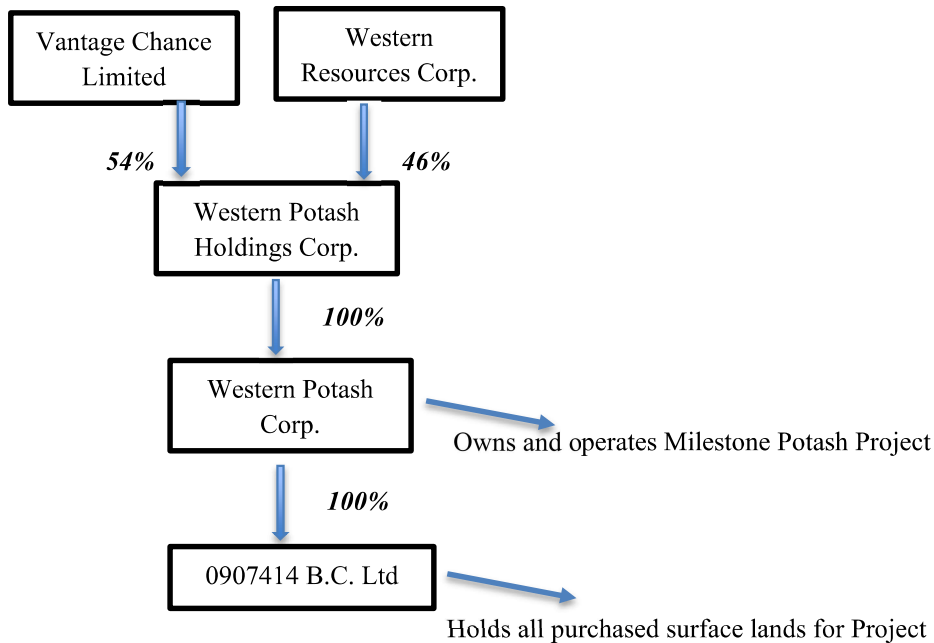 Vantage Chance
Limited
Western
Resources Corp.
54%
46%
Western Potash
Holdings Corp.
100%
Western Potash
Corp.
Owns and operates Milestone Potash Project
100%
0907414 B.C. Ltd
Holds all purchased surface lands for Project